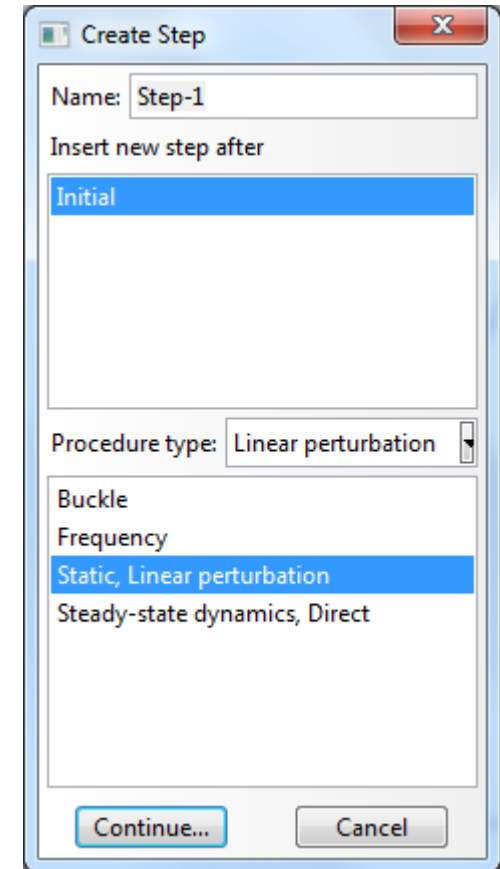 Create Step
Name: Step-1
Insert new step after
Initial
Procedure type: Linear perturbation
Buckle
Frequency
Static, Linear perturbation
Steady-state dynamics, Direct
Continue... Cancel